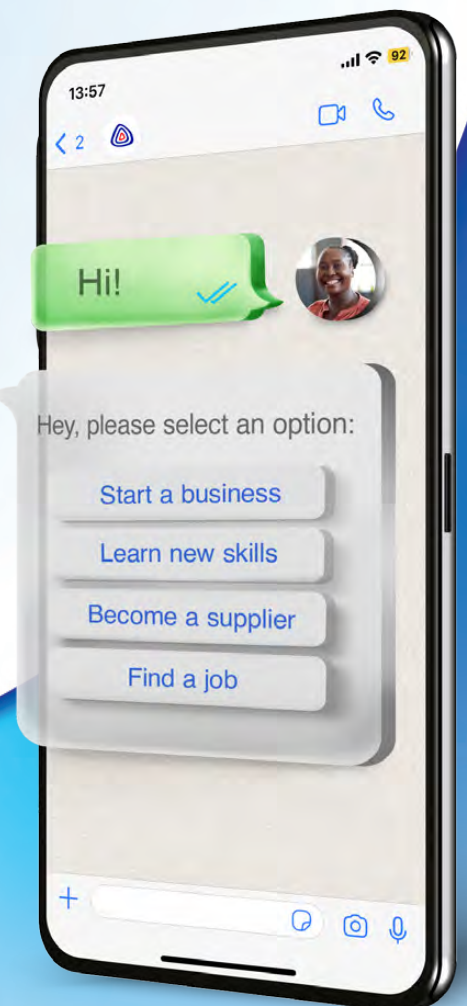 13:57
92
2
Hi!
Hey, please select an option:
Start a business
Learn new skills
Become a supplier
Find a job